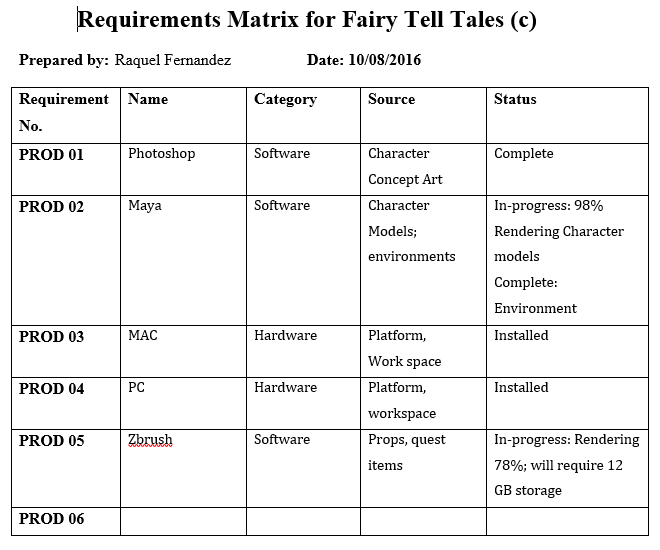 Requirements Matrix for Fairy Tell Tales (c)
Prepared by: Raquel Fernandez Date: 10/08/2016
Requirement No. Name Category Source Status
PROD 01 Photoshop Software Character Concept Art Complete
PROD 02 Maya Software Character Models; environments In-progress: 98% Rendering Character models Complete: Environment
PROD 03 MAC Hardware Platform, Work space Installed
PROD 04 PC Hardware Platform, workspace Installed
PROD 05 Zbrush Software Props, quest items In-progress: Rendering 78%; will require 12 GB storage
PROD 06